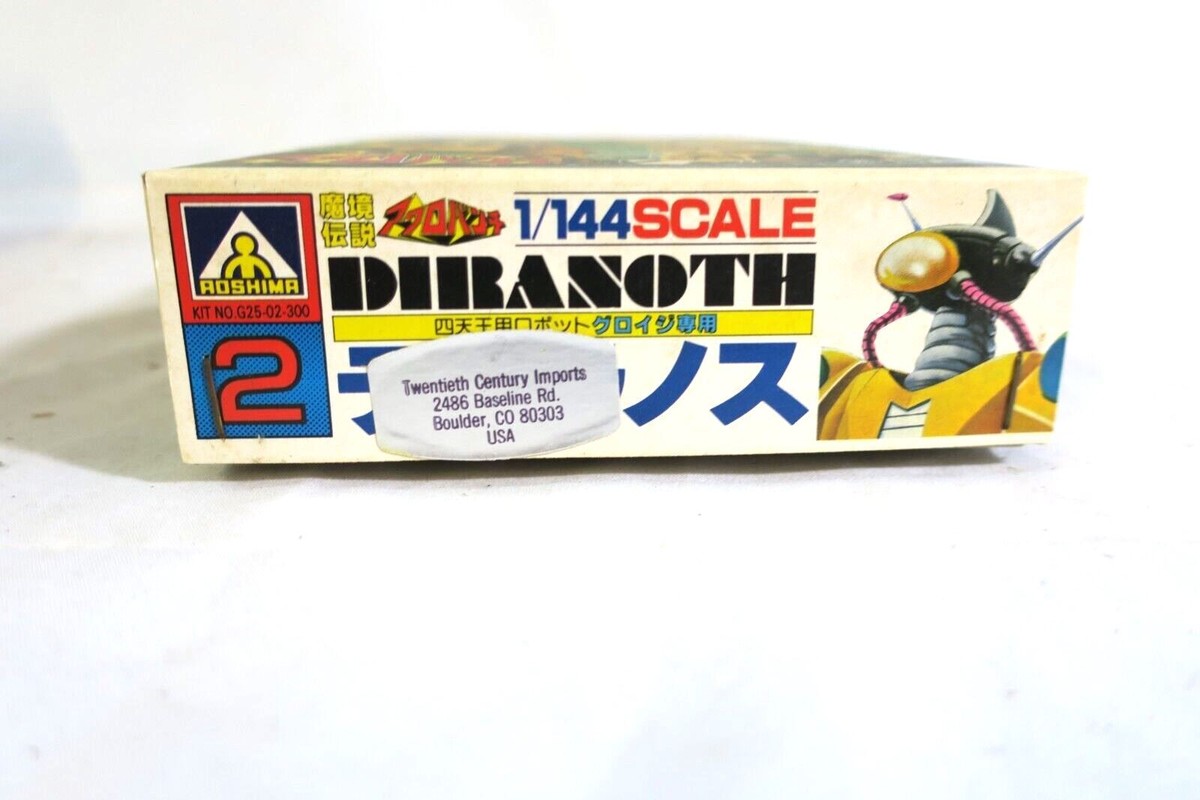 AOSHIMA
KIT NO.G25-02-300
2
魔境
伝説
アクロバンチ
1/144SCALE
DIRANOTH
四天王用ロボットグロイジ専用
ノス
Twentieth Century Imports
2486 Baseline Rd.
Boulder, CO 80303
USA